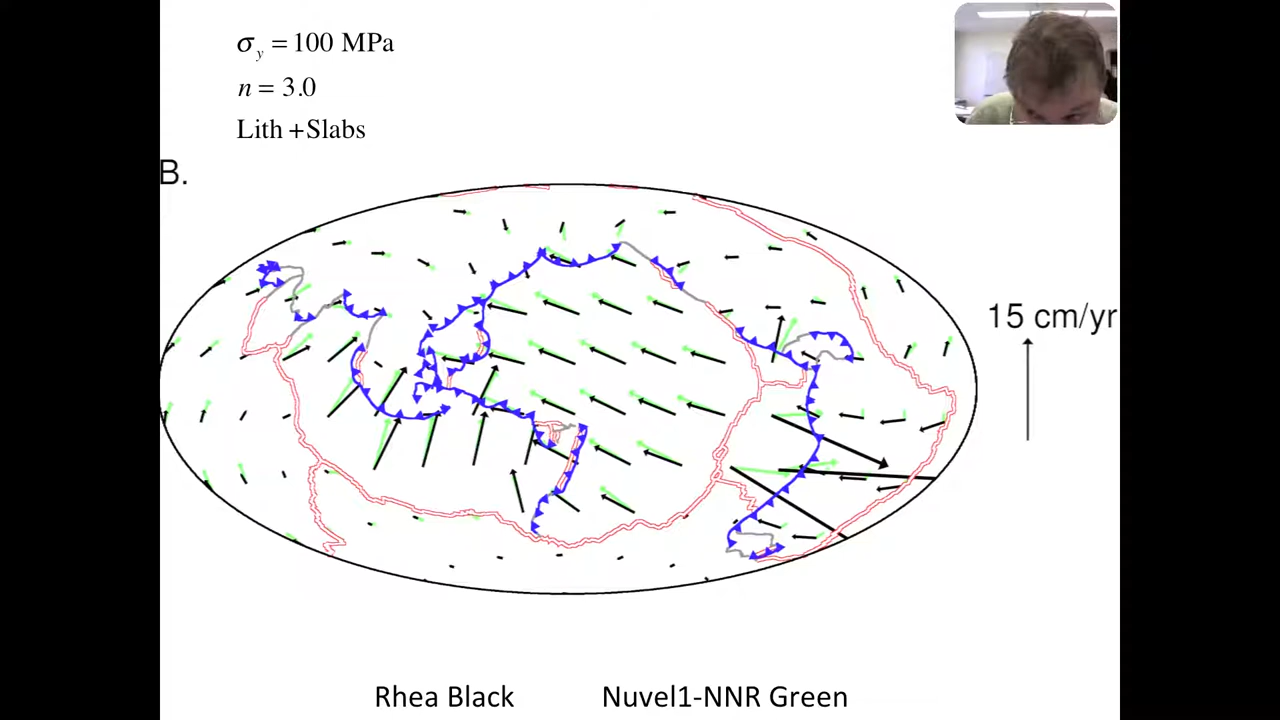 σy = 100 MPa
n = 3.0
Lith +Slabs
B.
15 cm/yr
Rhea Black
Nuvel1-NNR Green